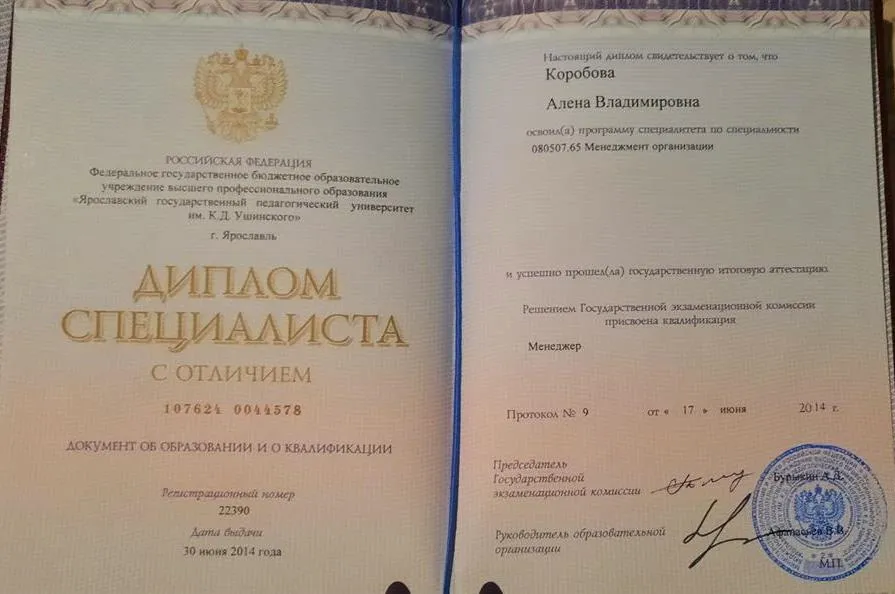 РОССИЙСКАЯ ФЕДЕРАЦИЯ
Федеральное государственное бюджетное образовательное
учреждение высшего профессионального образования
«Ярославский государственный педагогический университет
им. К.Д. Ушинского»
г. Ярославль
ДИПЛОМ
СПЕЦИАЛИСТА
С ОТЛИЧИЕМ
107624 0044578
ДОКУМЕНТ ОБ ОБРАЗОВАНИИ И О КВАЛИФИКАЦИИ
Регистрационный номер
22390
Дата выдачи
30 июня 2014 года
Настоящий диплом свидетельствует о том, что
Коробова
Алена Владимировна
освоил(а) программу специалитета по специальности
080507.65 Менеджмент организации
и успешно прошел(ла) государственную итоговую аттестацию
Решением Государственной экзаменационной комиссии
присвоена квалификация
Менеджер
Протокол № 9 от « 17 » июня 2014 г.
Председатель
Государственной
экзаменационной комиссии
Бурыкин А.Д.
Руководитель образовательной
организации
Афанасьев В.В.
М.П.